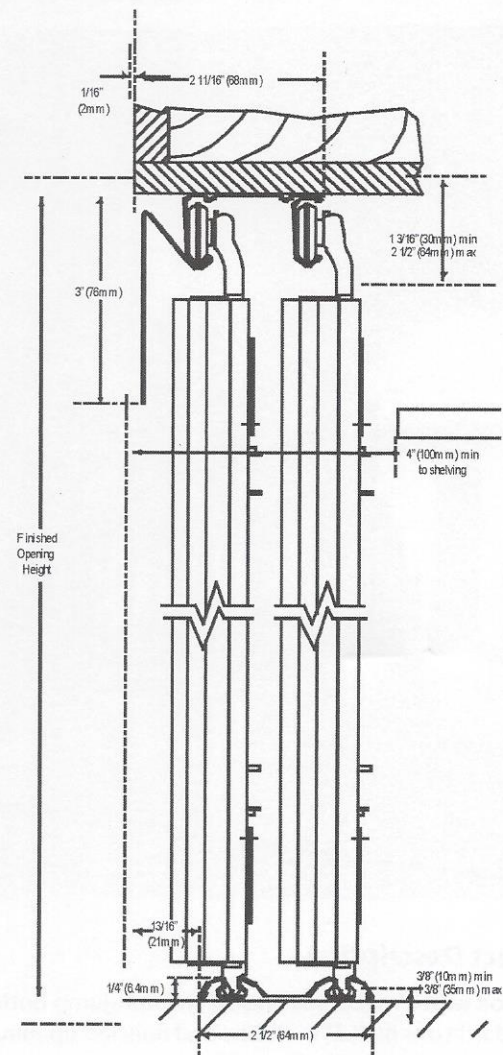 2 11/16" (68mm)
1/16"
(2mm)
1 3/16" (30mm) min
2 1/2" (64mm) max
3" (76mm)
4" (100mm) min
to shelving
Finished
Opening
Height
13/16"
(21mm)
1/4" (6.4mm)
3/8" (10mm) min
1 3/8" (35mm) max
2 1/2" (64mm)